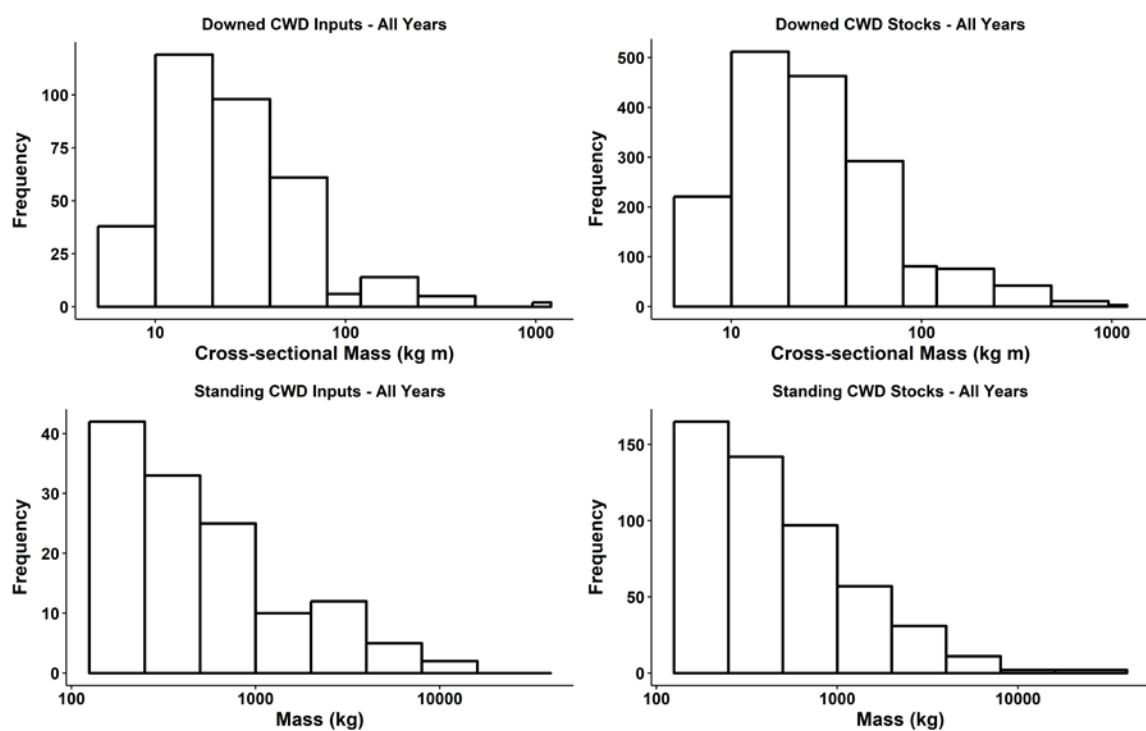 Downed CWD Inputs - All Years
Frequency
100
75
50
25
0
10 100 1000
Cross-sectional Mass (kg m)
Downed CWD Stocks - All Years
Frequency
500
400
300
200
100
0
10 100 1000
Cross-sectional Mass (kg m)
Standing CWD Inputs - All Years
Frequency
40
30
20
10
0
100 1000 10000
Mass (kg)
Standing CWD Stocks - All Years
Frequency
150
100
50
0
100 1000 10000
Mass (kg)